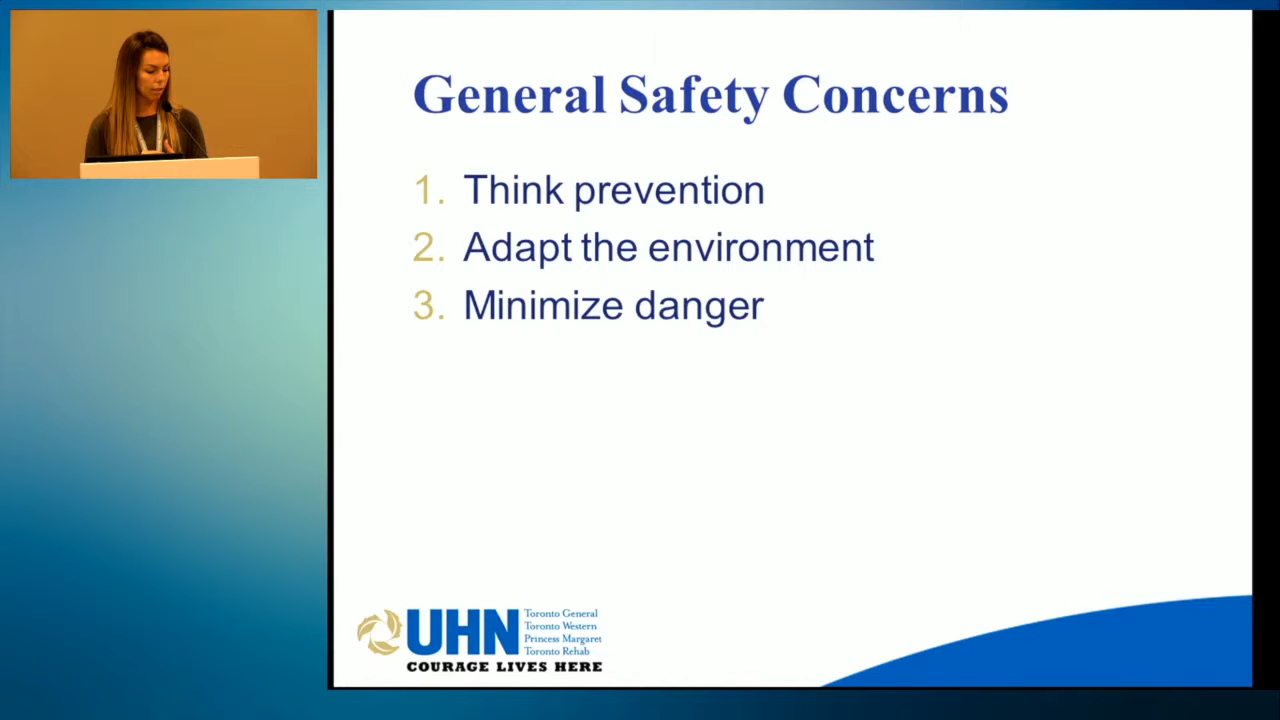 General Safety Concerns
1. Think prevention
2. Adapt the environment
3. Minimize danger
UHN
Toronto General
Toronto Western
Princess Margaret
Toronto Rehab
COURAGE LIVES HERE